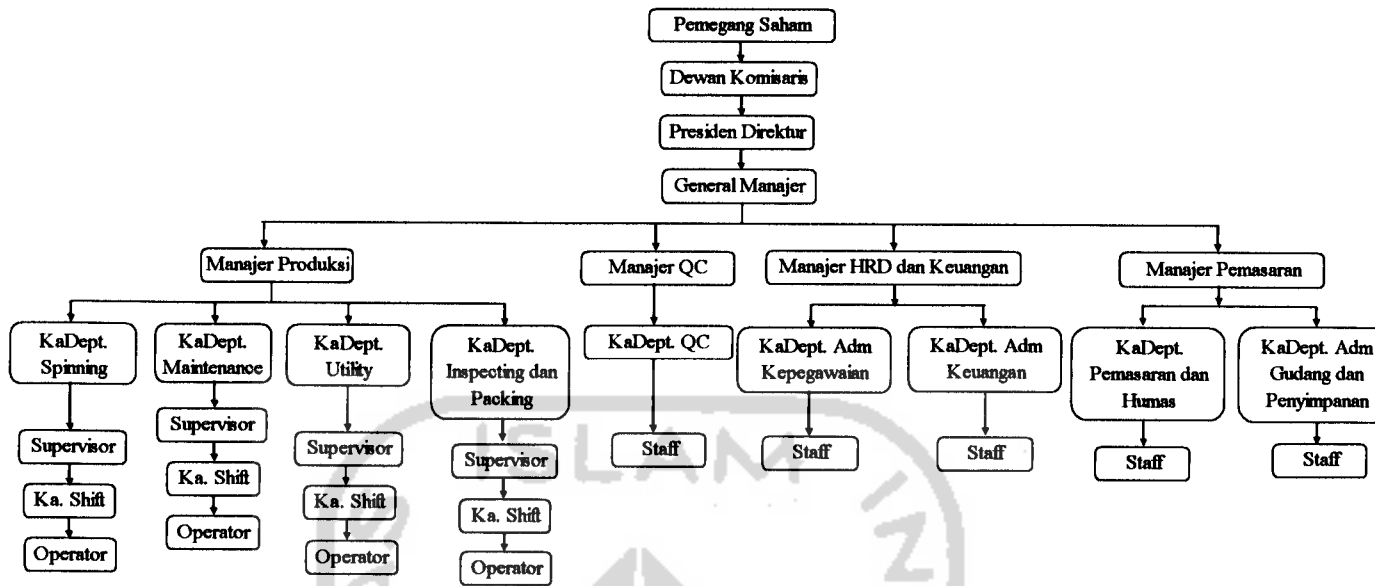 Pemegang Saham
Dewan Komisaris
Presiden Direktur
General Manajer
Manajer Produksi
Manajer QC
Manajer HRD dan Keuangan
Manajer Pemasaran
KaDept.
Spinning
KaDept.
Maintenance
KaDept.
Utility
KaDept.
Inspecting dan
Packing
KaDept. QC
KaDept. Adm
Kepegawaian
KaDept. Adm
Keuangan
KaDept.
Pemasaran dan
Humas
KaDept. Adm
Gudang dan
Penyimpanan
Supervisor
Ka. Shift
Operator
Supervisor
Ka. Shift
Operator
Supervisor
Ka. Shift
Operator
Supervisor
Ka. Shift
Operator
Staff
Staff
Staff
Staff
Staff
ISLAM